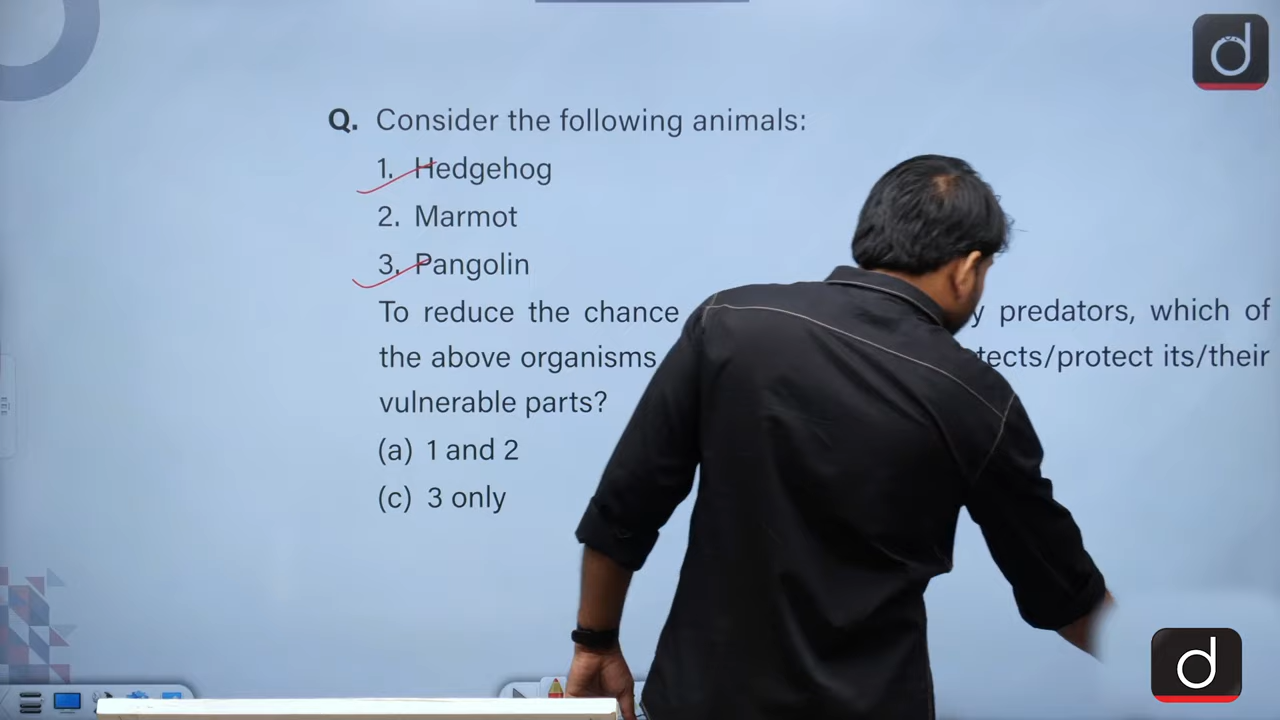 d
Q. Consider the following animals:
1. Hedgehog
2. Marmot
3. Pangolin
To reduce the chance y predators, which of
the above organisms tects/protect its/their
vulnerable parts?
(a) 1 and 2
(c) 3 only
d